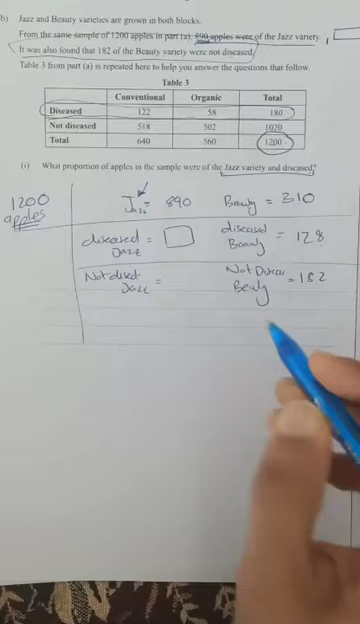 b) Jazz and Beauty varieties are grown in both blocks.
From the same sample of 1200 apples in part (a), 890 apples were of the Jazz variety.
It was also found that 182 of the Beauty variety were not diseased.
Table 3 from part (a) is repeated here to help you answer the questions that follow.
Table 3
Conventional Organic Total
Diseased 122 58 180
Not diseased 518 502 1020
Total 640 560 1200
(i) What proportion of apples in the sample were of the Jazz variety and diseased?
1200 apples
Jazz = 890 Beauty = 310
diseased Jazz = diseased Beauty = 128
Not dised. Jazz = Not Beauty = 182